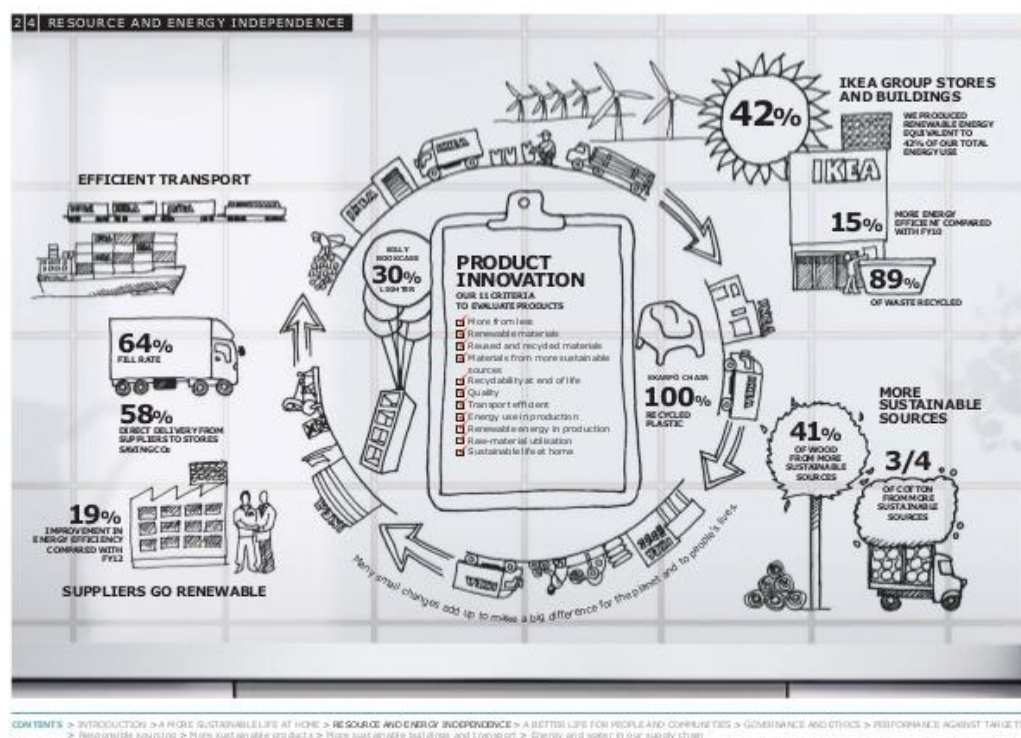 24 RESOURCE AND ENERGY INDEPENDENCE
EFFICIENT TRANSPORT
64%
FILL RATE
58%
DIRECT DELIVERY FROM
SUPPLIERS TO STORES
SAVING CO₂
19%
IMPROVEMENT IN
ENERGY EFFICIENCY
COMPARED WITH
FY12
SUPPLIERS GO RENEWABLE
IKEA
IKEA
BILLY
BOOKCASE
30%
LIGHTER
PRODUCT
INNOVATION
OUR 11 CRITERIA
TO EVALUATE PRODUCTS
More from less
Renewable materials
Reused and recycled materials
Materials from more sustainable
sources
Recyclability at end of life
Quality
Transport efficient
Energy use in production
Renewable energy in production
Raw-material utilisation
Sustainable life at home
SKARPÖ CHAIR
100%
RECYCLED
PLASTIC
42%
IKEA GROUP STORES
AND BUILDINGS
WE PRODUCED
RENEWABLE ENERGY
EQUIVALENT TO
42% OF OUR TOTAL
ENERGY USE
IKEA
15%
MORE ENERGY
EFFICIENT COMPARED
WITH FY10
89%
OF WASTE RECYCLED
MORE
SUSTAINABLE
SOURCES
41%
OF WOOD
FROM MORE
SUSTAINABLE
SOURCES
3/4
OF COTTON
FROM MORE
SUSTAINABLE
SOURCES
Many small changes add up to make a big difference for the planet and to people's lives.
CONTENTS > INTRODUCTION > A MORE SUSTAINABLE LIFE AT HOME > RESOURCE AND ENERGY INDEPENDENCE > A BETTER LIFE FOR PEOPLE AND COMMUNITIES > GOVERNANCE AND ETHICS > PERFORMANCE AGAINST TARGETS
> Responsible sourcing > More sustainable products > More sustainable buildings and transport > Energy and water in our supply chain